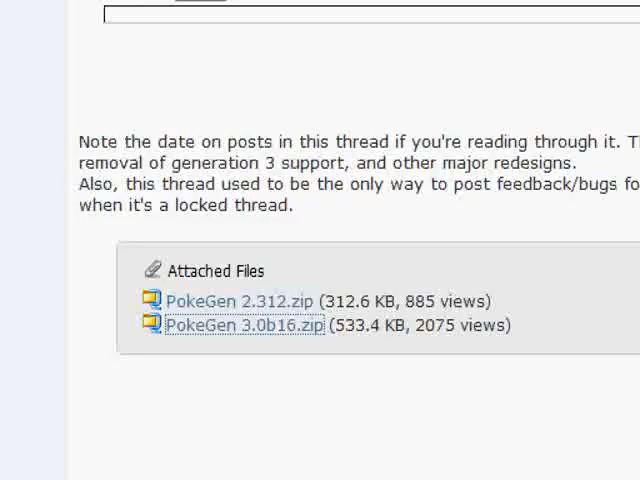 Note the date on posts in this thread if you're reading through it.
removal of generation 3 support, and other major redesigns.
Also, this thread used to be the only way to post feedback/bugs
when it's a locked thread.
Attached Files
PokeGen 2.312.zip (312.6 KB, 885 views)
PokeGen 3.0b16.zip (533.4 KB, 2075 views)